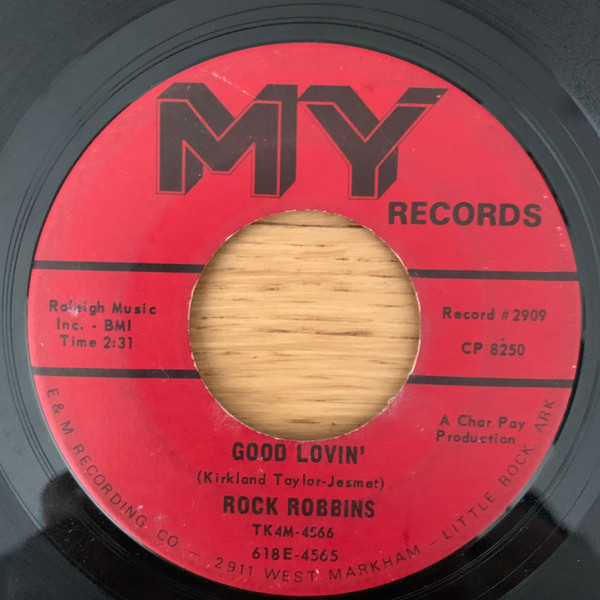 MY
RECORDS
Raleigh Music
Inc. - BMI
Time 2:31
Record #2909
CP 8250
A Char Pay
Production
GOOD LOVIN'
(Kirkland Taylor-Jesmet)
ROCK ROBBINS
TK4M-4566
618E-4565
E & M RECORDING CO. - 2911 WEST MARKHAM - LITTLE ROCK, ARK